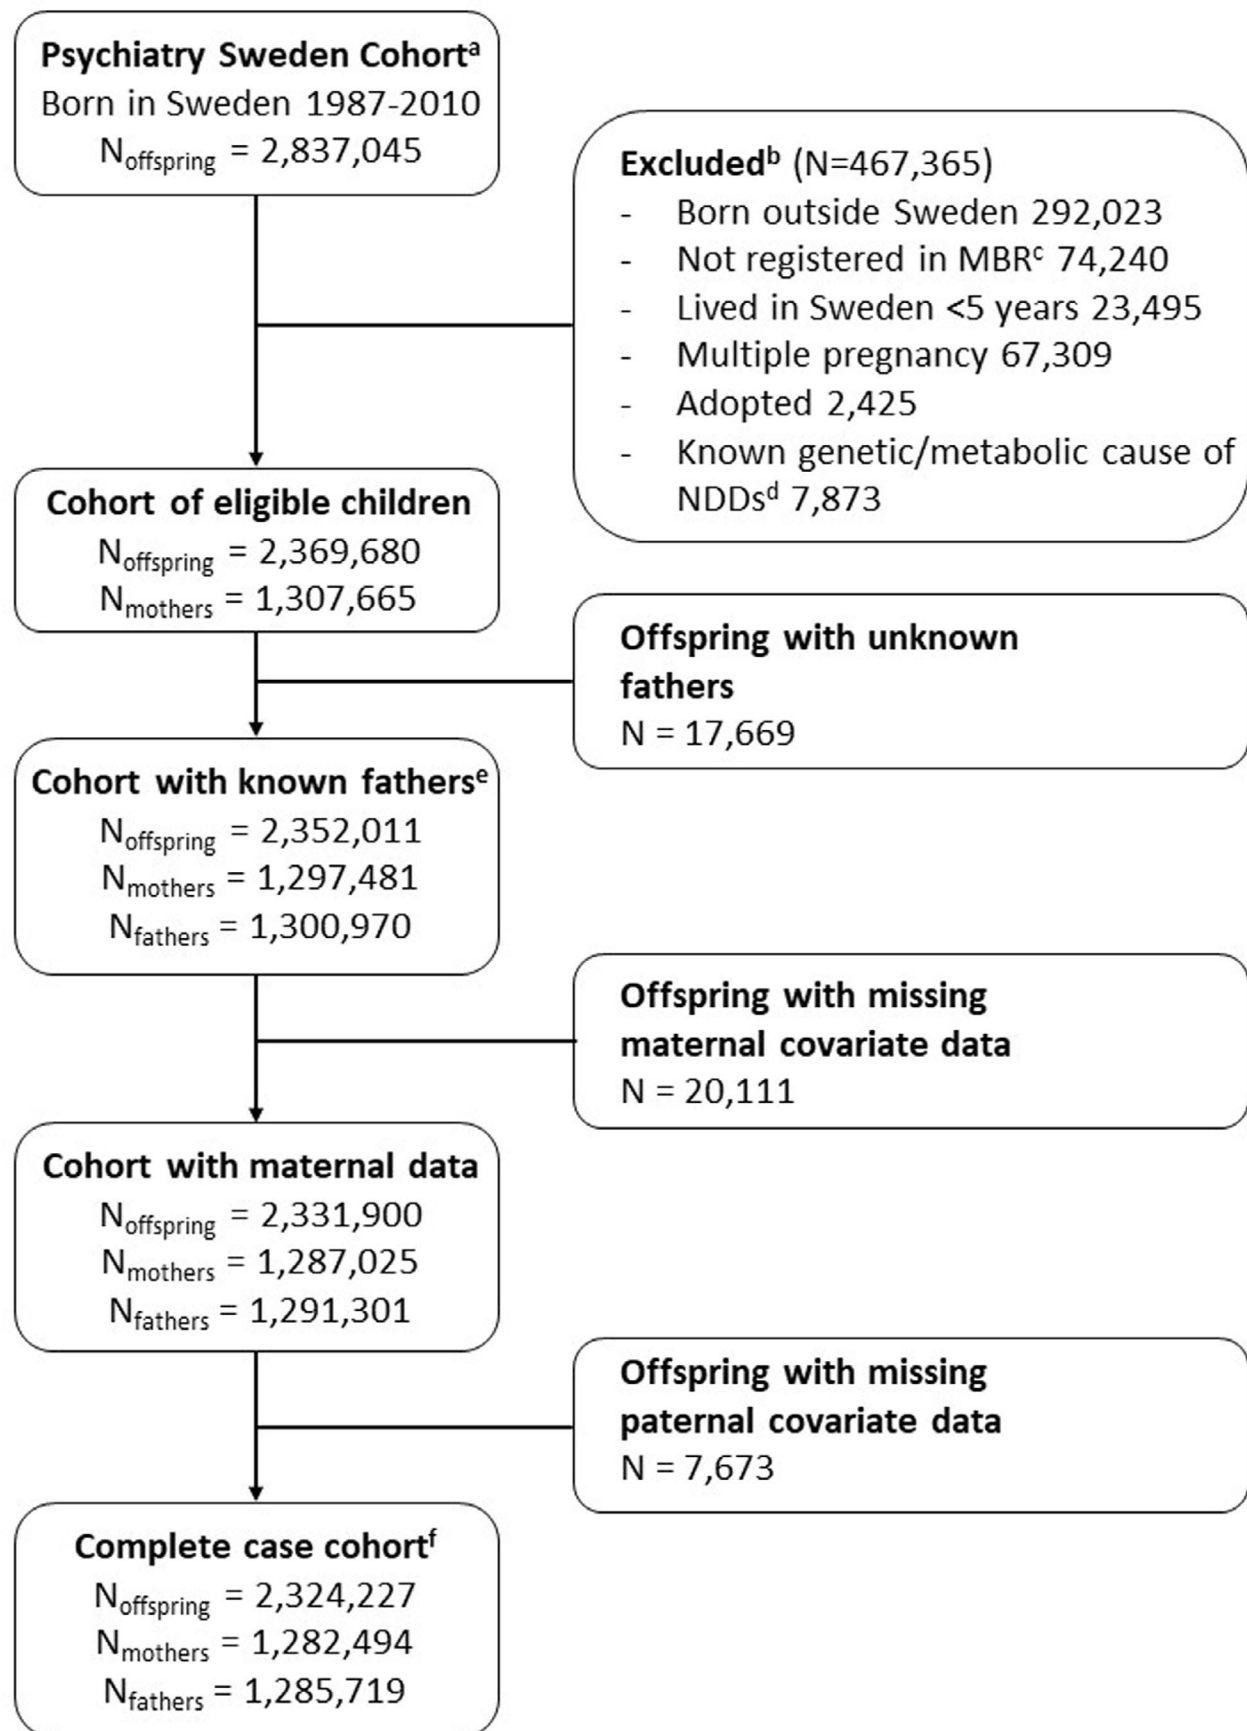 Psychiatry Sweden Cohortᵃ
Born in Sweden 1987-2010
Noffspring = 2,837,045
Excludedᵇ (N=467,365)
- Born outside Sweden 292,023
- Not registered in MBRᶜ 74,240
- Lived in Sweden <5 years 23,495
- Multiple pregnancy 67,309
- Adopted 2,425
- Known genetic/metabolic cause of
NDDsᵈ 7,873
Cohort of eligible children
Noffspring = 2,369,680
Nmothers = 1,307,665
Offspring with unknown
fathers
N = 17,669
Cohort with known fathersᵉ
Noffspring = 2,352,011
Nmothers = 1,297,481
Nfathers = 1,300,970
Offspring with missing
maternal covariate data
N = 20,111
Cohort with maternal data
Noffspring = 2,331,900
Nmothers = 1,287,025
Nfathers = 1,291,301
Offspring with missing
paternal covariate data
N = 7,673
Complete case cohortᶠ
Noffspring = 2,324,227
Nmothers = 1,282,494
Nfathers = 1,285,719